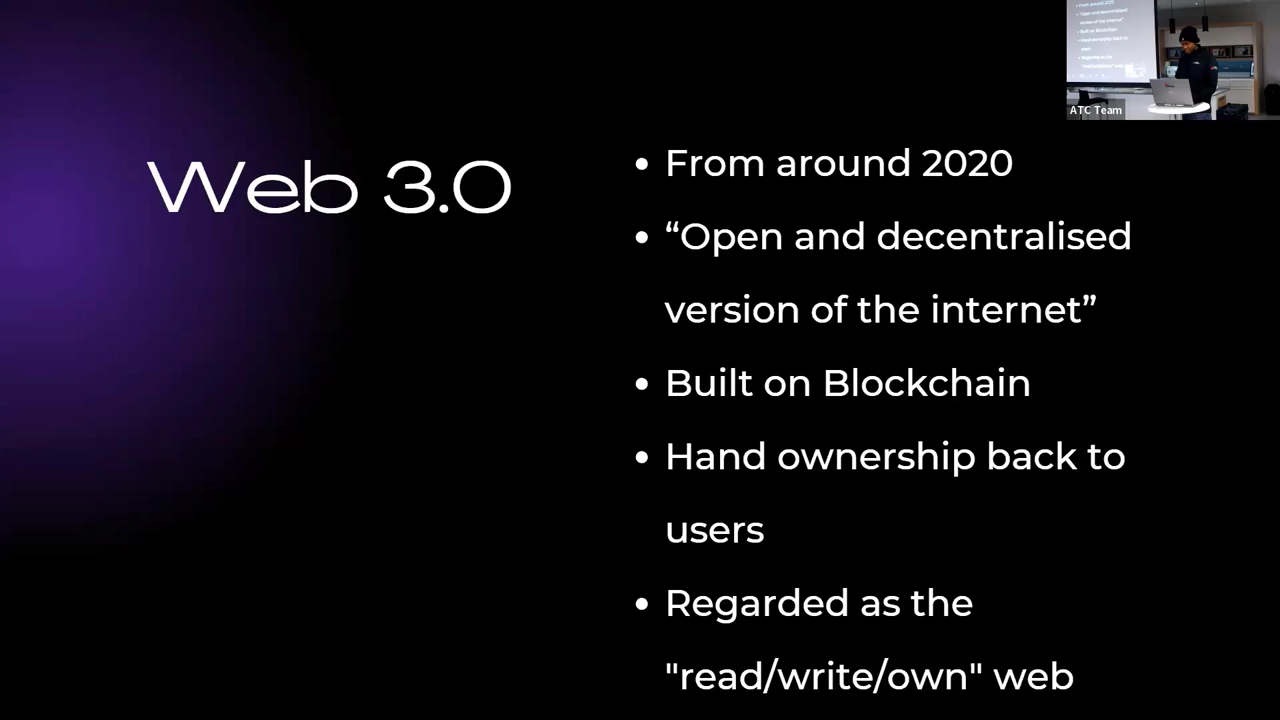 Web 3.0
• From around 2020
• “Open and decentralised
version of the internet”
• Built on Blockchain
• Hand ownership back to
users
• Regarded as the
"read/write/own" web
ATC Team